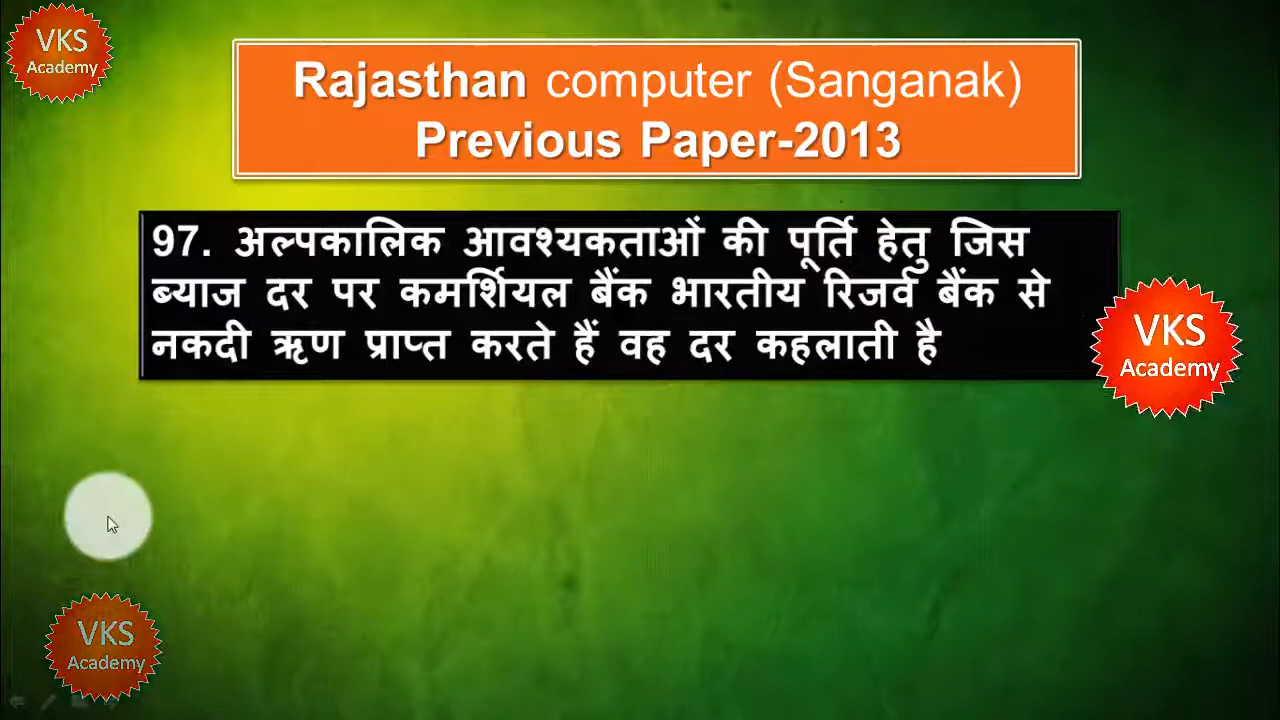 VKS
Academy
Rajasthan computer (Sanganak)
Previous Paper-2013
97. अल्पकालिक आवश्यकताओं की पूर्ति हेतु जिस
ब्याज दर पर कमर्शियल बैंक भारतीय रिजर्व बैंक से
नकदी ऋण प्राप्त करते हैं वह दर कहलाती है
VKS
Academy
VKS
Academy